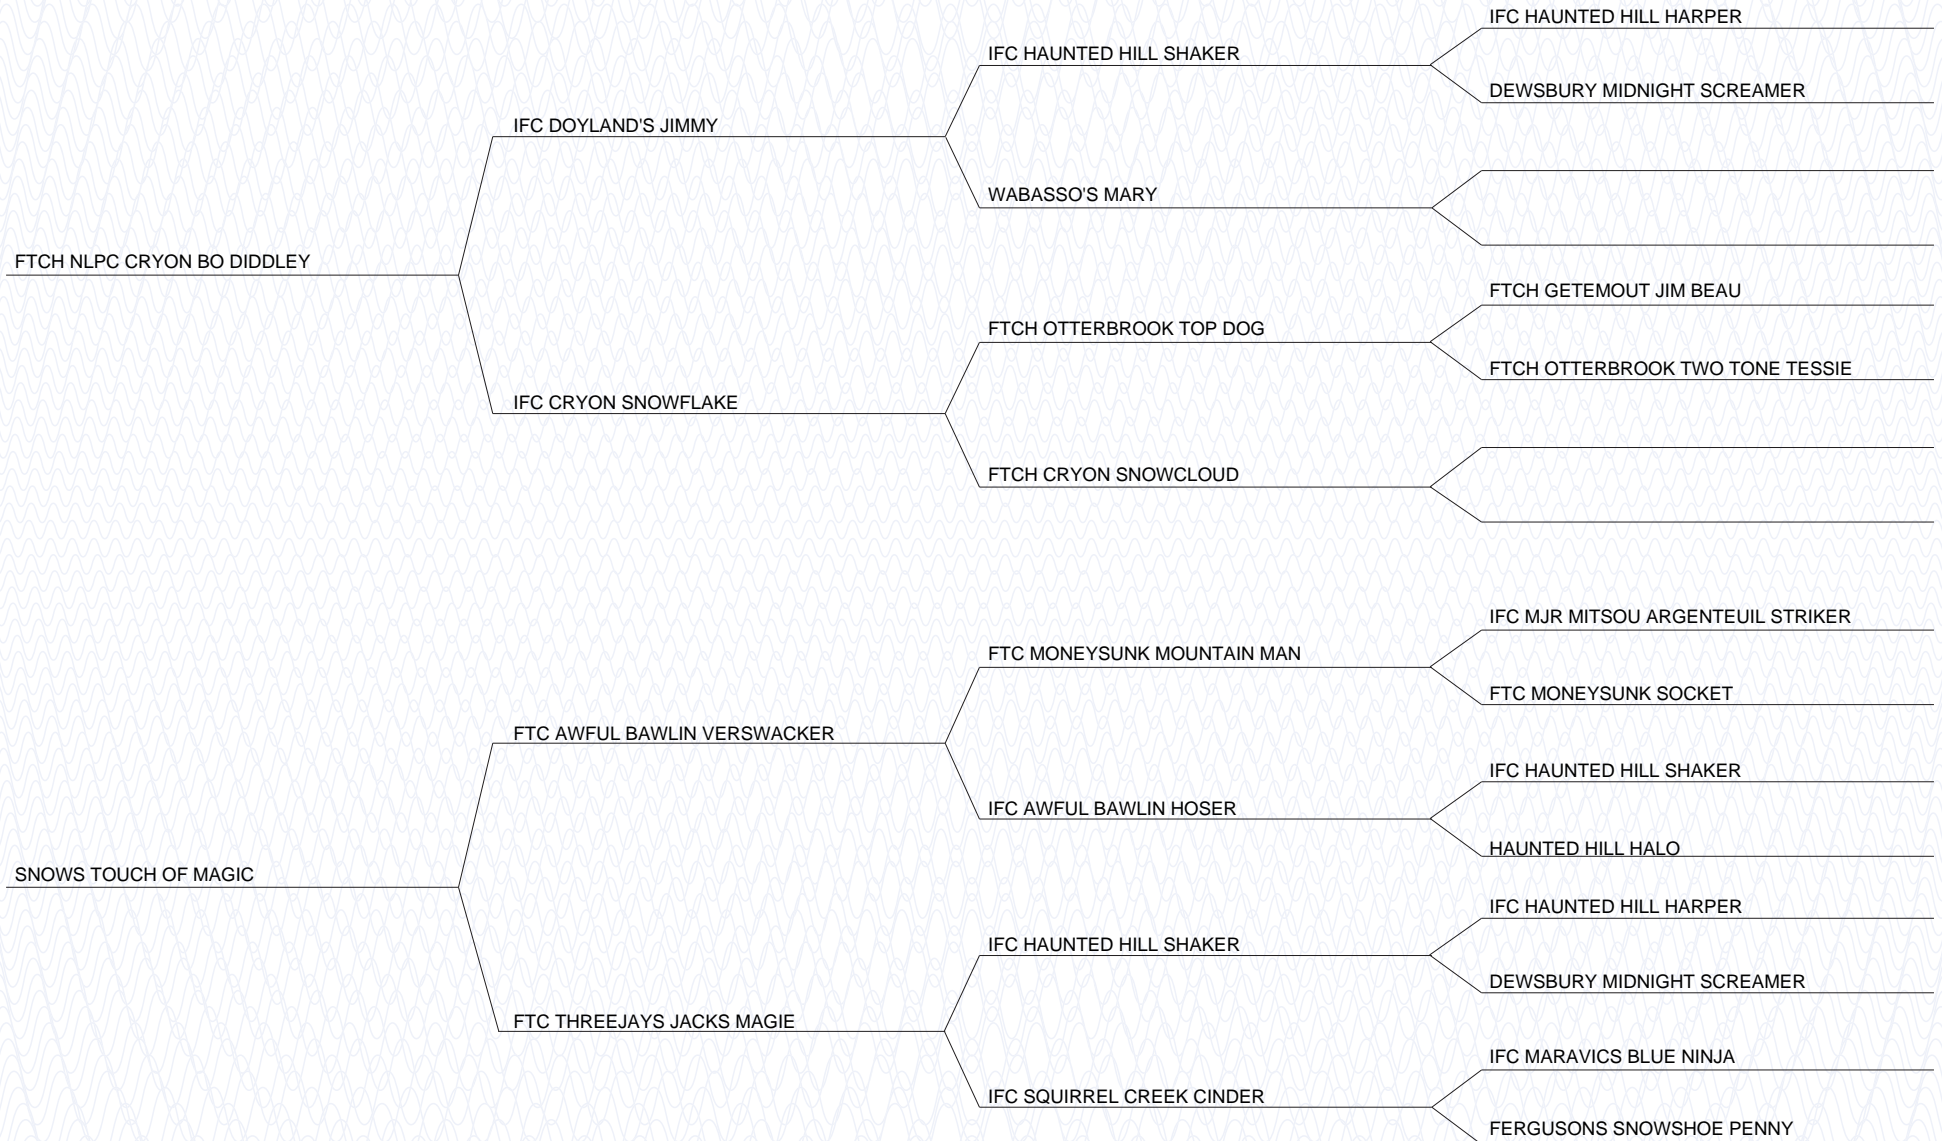 IFC HAUNTED HILL HARPER
IFC HAUNTED HILL SHAKER
DEWSBURY MIDNIGHT SCREAMER
IFC DOYLAND'S JIMMY
WABASSO'S MARY
FTCH NLPC CRYON BO DIDDLEY
FTCH GETEMOUT JIM BEAU
FTCH OTTERBROOK TOP DOG
FTCH OTTERBROOK TWO TONE TESSIE
IFC CRYON SNOWFLAKE
FTCH CRYON SNOWCLOUD
IFC MJR MITSOU ARGENTEUIL STRIKER
FTC MONEYSUNK MOUNTAIN MAN
FTC MONEYSUNK SOCKET
FTC AWFUL BAWLIN VERSWACKER
IFC HAUNTED HILL SHAKER
IFC AWFUL BAWLIN HOSER
HAUNTED HILL HALO
SNOWS TOUCH OF MAGIC
IFC HAUNTED HILL HARPER
IFC HAUNTED HILL SHAKER
DEWSBURY MIDNIGHT SCREAMER
FTC THREEJAYS JACKS MAGIE
IFC MARAVICS BLUE NINJA
IFC SQUIRREL CREEK CINDER
FERGUSONS SNOWSHOE PENNY